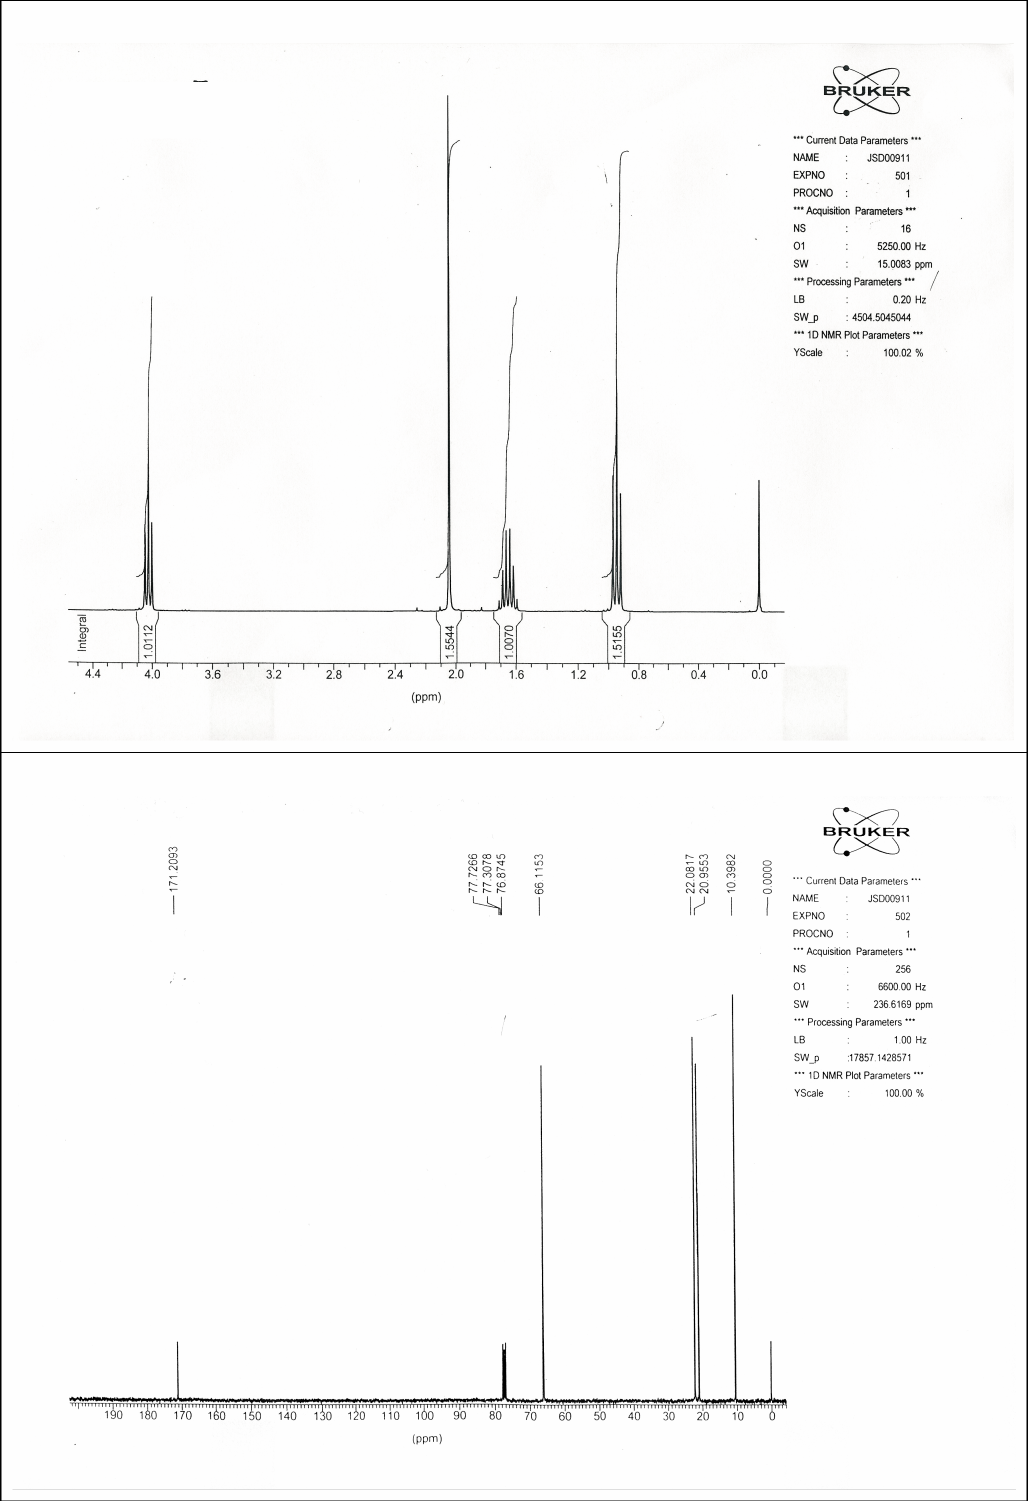 BRUKER
*** Current Data Parameters ***
NAME : JSD00911
EXPNO : 501
PROCNO : 1
*** Acquisition Parameters ***
NS : 16
O1 : 5250.00 Hz
SW : 15.0083 ppm
*** Processing Parameters ***
LB : 0.20 Hz
SW_p : 4504.5045044
*** 1D NMR Plot Parameters ***
YScale : 100.02 %
Integral
1.0112
1.5544
1.0070
1.5155
4.4 4.0 3.6 3.2 2.8 2.4 2.0 1.6 1.2 0.8 0.4 0.0
(ppm)
BRUKER
*** Current Data Parameters ***
NAME : JSD00911
EXPNO : 502
PROCNO : 1
*** Acquisition Parameters ***
NS : 256
O1 : 6600.00 Hz
SW : 236.6169 ppm
*** Processing Parameters ***
LB : 1.00 Hz
SW_p :17857.1428571
*** 1D NMR Plot Parameters ***
YScale : 100.00 %
171.2093
77.7266
77.3078
76.8745
66.1153
22.0817
20.9553
10.3982
0.0000
190 180 170 160 150 140 130 120 110 100 90 80 70 60 50 40 30 20 10 0
(ppm)